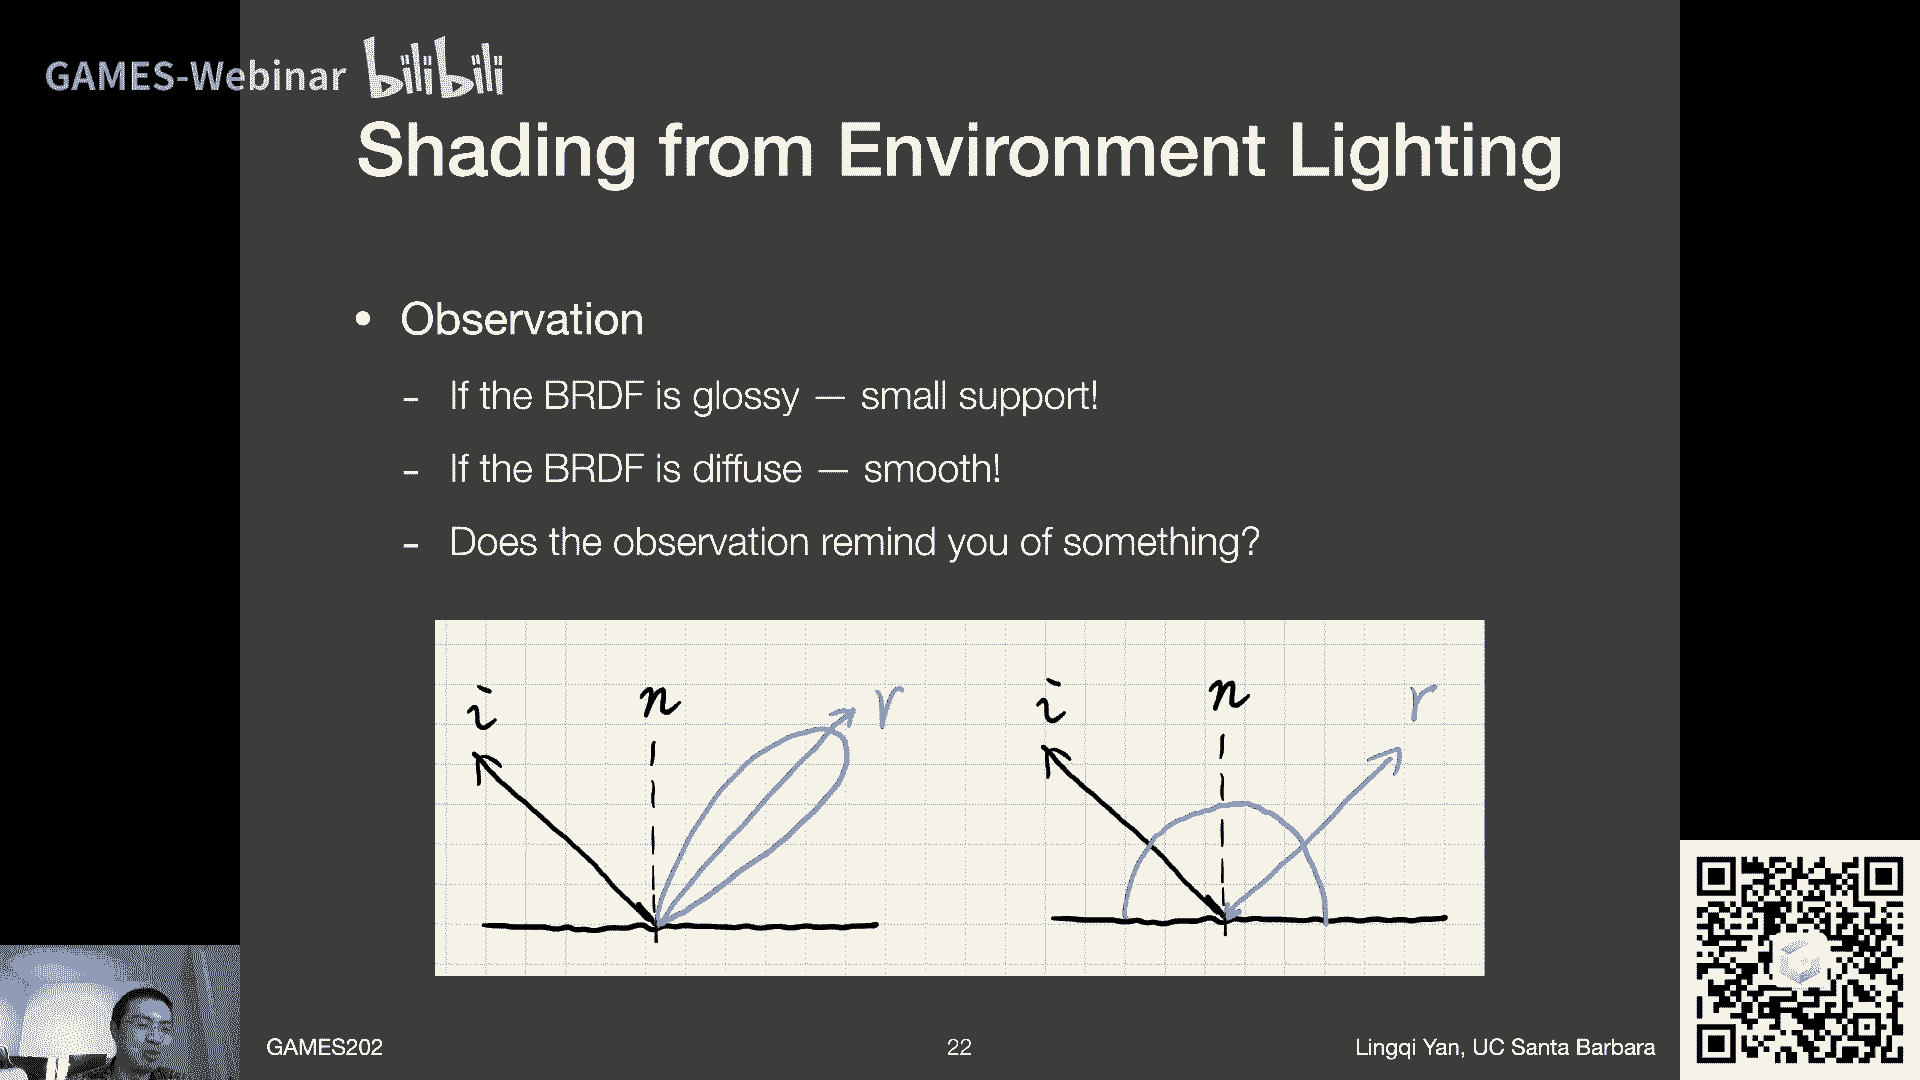 GAMES-Webinar bilibili
Shading from Environment Lighting
• Observation
- If the BRDF is glossy — small support!
- If the BRDF is diffuse — smooth!
- Does the observation remind you of something?
i n r i n r
GAMES202 22 Lingqi Yan, UC Santa Barbara